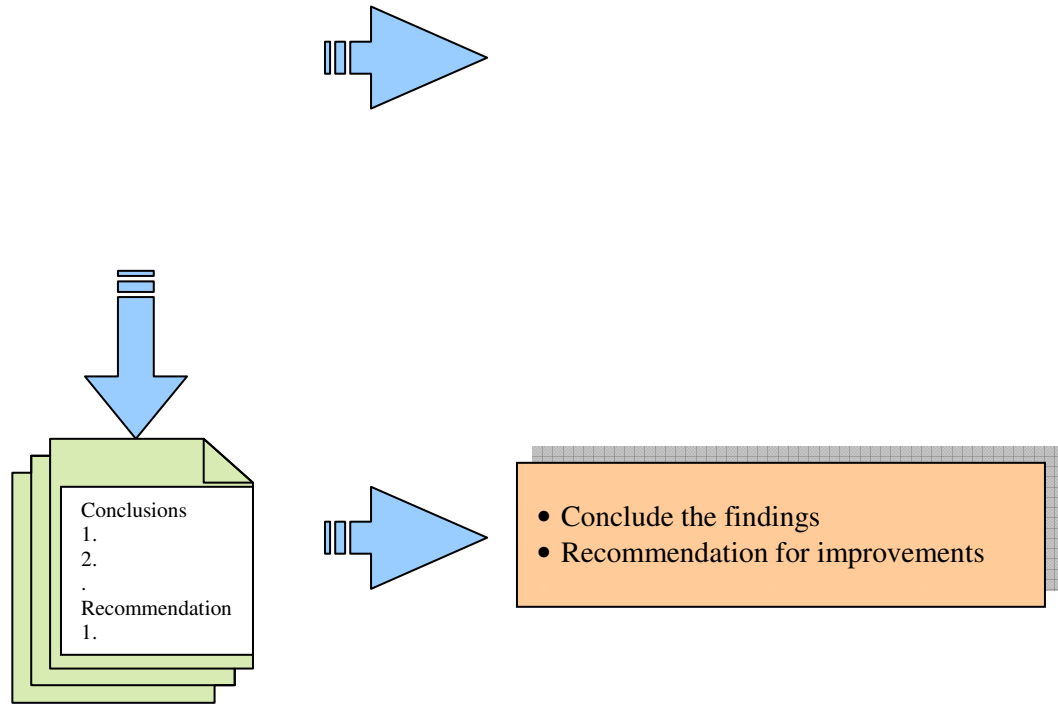 Conclusions
1.
2.
.
Recommendation
1.
• Conclude the findings
• Recommendation for improvements